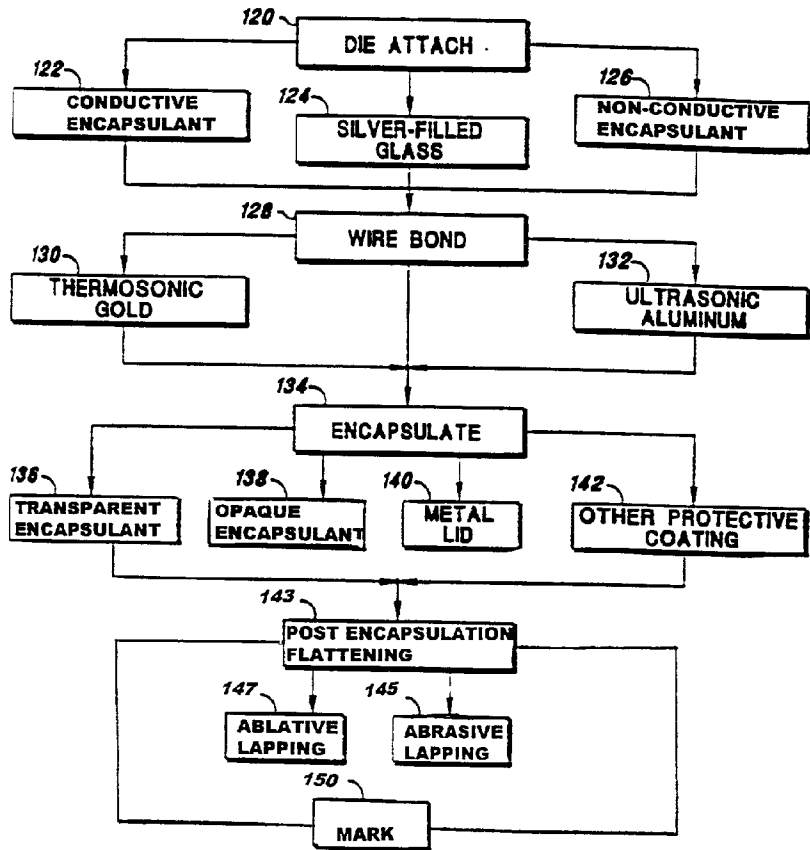 120
DIE ATTACH
122
CONDUCTIVE
ENCAPSULANT
124
SILVER-FILLED
GLASS
126
NON-CONDUCTIVE
ENCAPSULANT
128
WIRE BOND
130
THERMOSONIC
GOLD
132
ULTRASONIC
ALUMINUM
134
ENCAPSULATE
136
TRANSPARENT
ENCAPSULANT
138
OPAQUE
ENCAPSULANT
140
METAL
LID
142
OTHER PROTECTIVE
COATING
143
POST ENCAPSULATION
FLATTENING
147
ABLATIVE
LAPPING
145
ABRASIVE
LAPPING
150
MARK